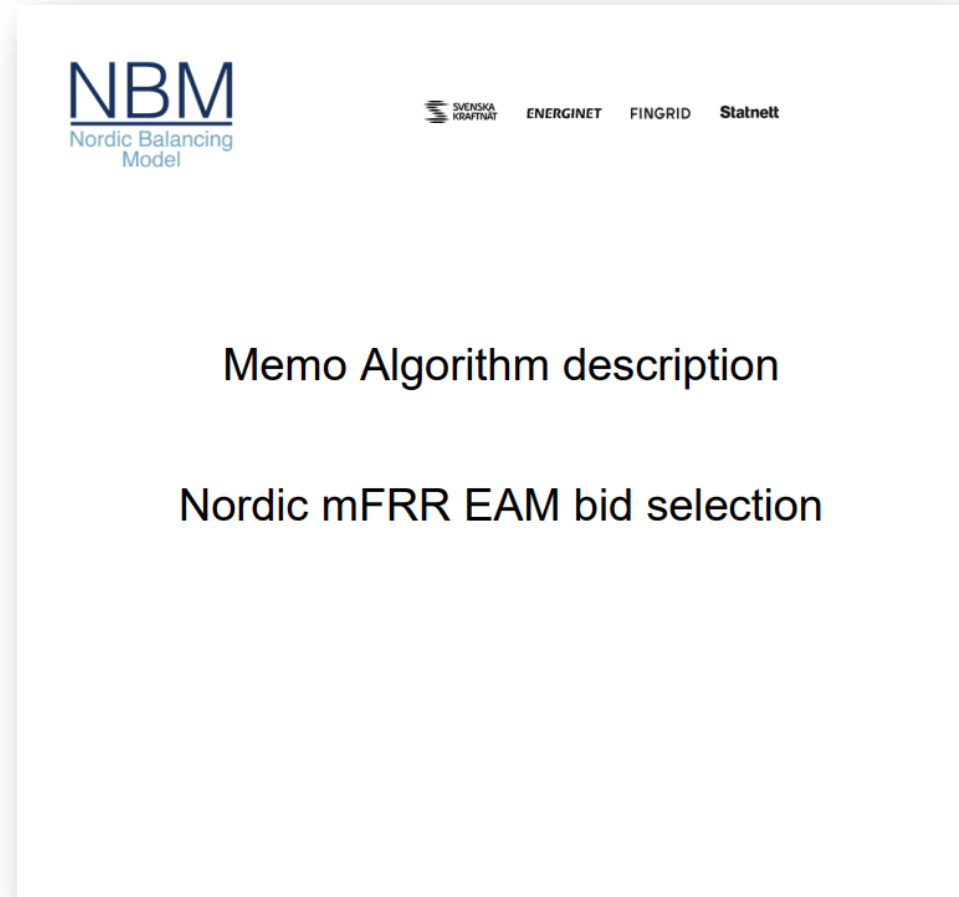 NBM
Nordic Balancing
Model
SVENSKA
KRAFTNÄT
ENERGINET
FINGRID
Statnett
Memo Algorithm description
Nordic mFRR EAM bid selection